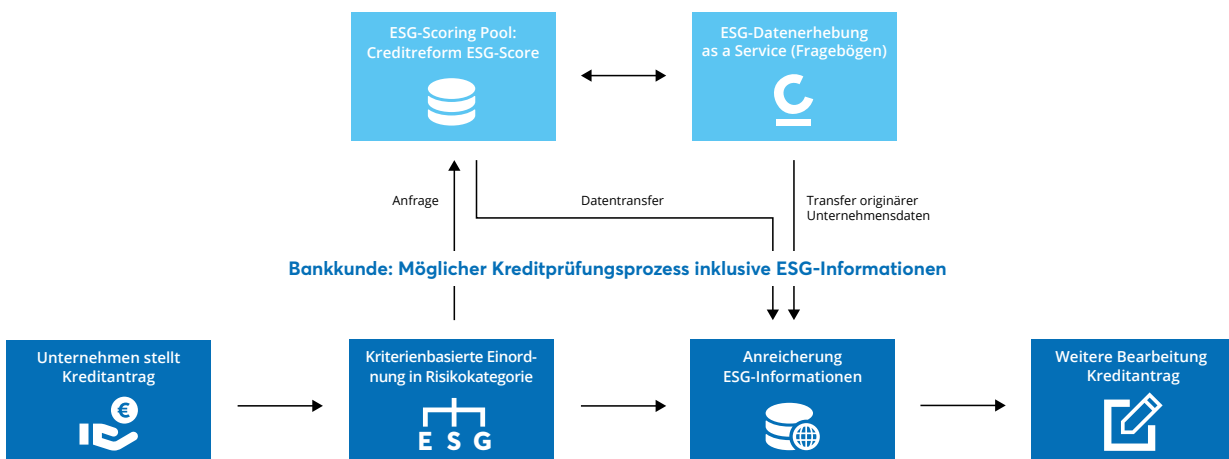 ESG-Scoring Pool:
Creditreform ESG-Score
ESG-Datenerhebung
as a Service (Fragebögen)
C
Anfrage
Datentransfer
Transfer originärer
Unternehmensdaten
Bankkunde: Möglicher Kreditprüfungsprozess inklusive ESG-Informationen
Unternehmen stellt
Kreditantrag
€
Kriterienbasierte Einord-
nung in Risikokategorie
E S G
Anreicherung
ESG-Informationen
Weitere Bearbeitung
Kreditantrag